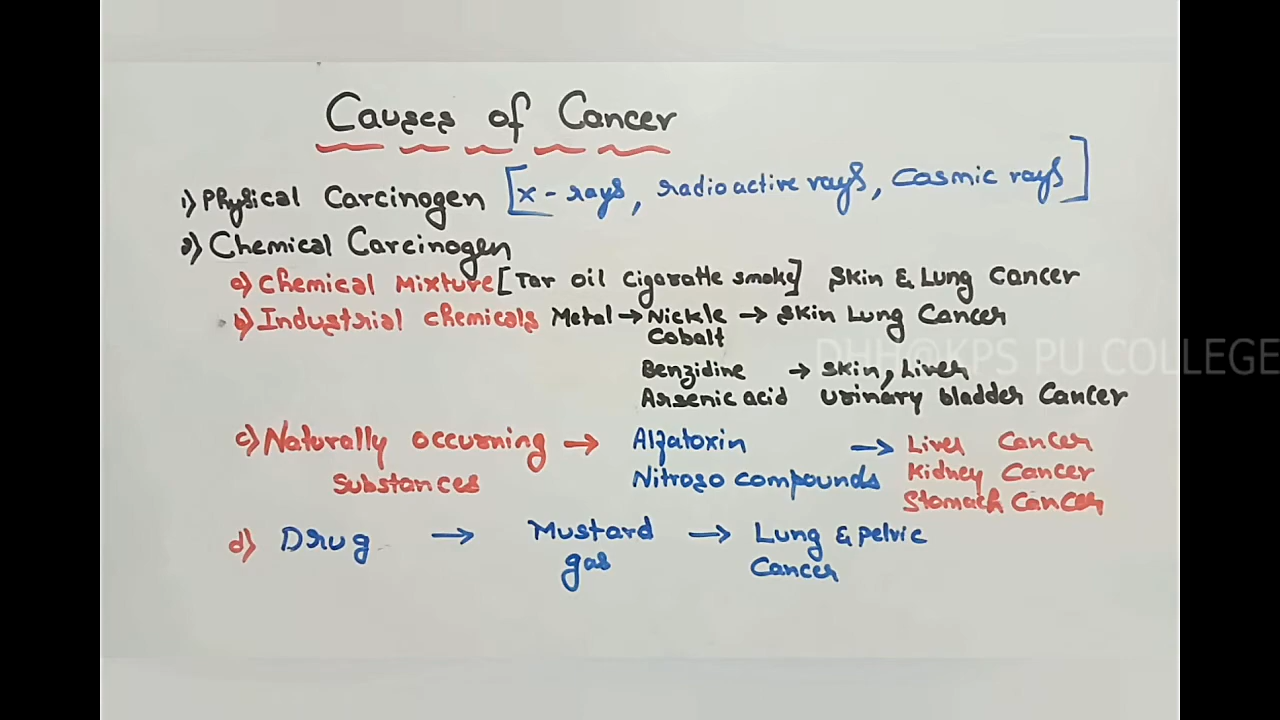 Causes of Cancer
1) Physical Carcinogen [x-rays, radioactive rays, cosmic rays]
2) Chemical Carcinogen
a) Chemical Mixture [Tar oil Cigaratte smoke] Skin & Lung Cancer
b) Industrial chemicals Metal → Nickle → Skin Lung Cancer
Cobalt
DHH@KPS PU COLLEGE
Benzidine → Skin, Liver
Arsenic acid Urinary bladder Cancer
c) Naturally occurning → Alfatoxin → Liver Cancer
Substances Nitroso compounds Kidney Cancer
Stomach Cancer
d) Drug → Mustard → Lung & pelvic
gas Cancer